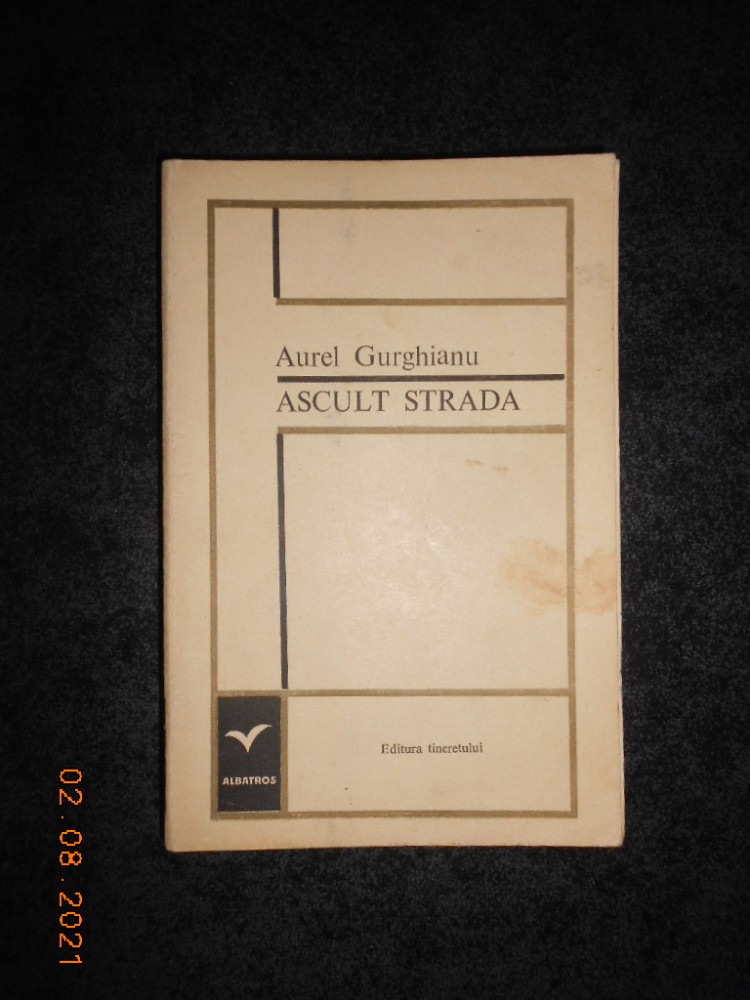 Aurel Gurghianu
ASCULT STRADA
ALBATROS
Editura tineretului
02.08.2021